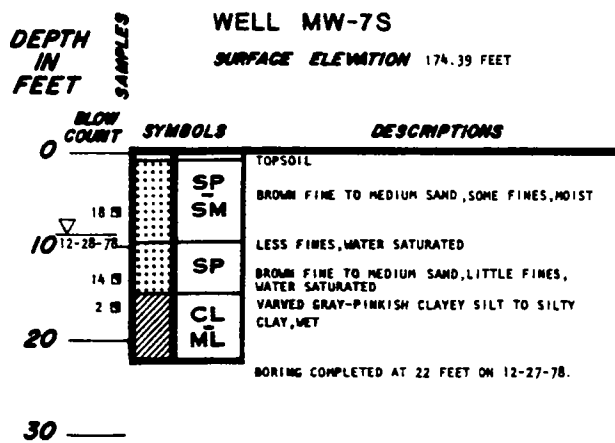 WELL MW-7S
SURFACE ELEVATION 174.39 FEET
DEPTH
IN
FEET
SAMPLES
BLOW
COUNT
SYMBOLS
DESCRIPTIONS
0
TOPSOIL
SP
SM
BROWN FINE TO MEDIUM SAND, SOME FINES, MOIST
18
10
12-28-78
LESS FINES, WATER SATURATED
SP
BROWN FINE TO MEDIUM SAND, LITTLE FINES,
WATER SATURATED
14
2
CL
ML
VARVED GRAY-PINKISH CLAYEY SILT TO SILTY
CLAY, WET
20
BORING COMPLETED AT 22 FEET ON 12-27-78.
30